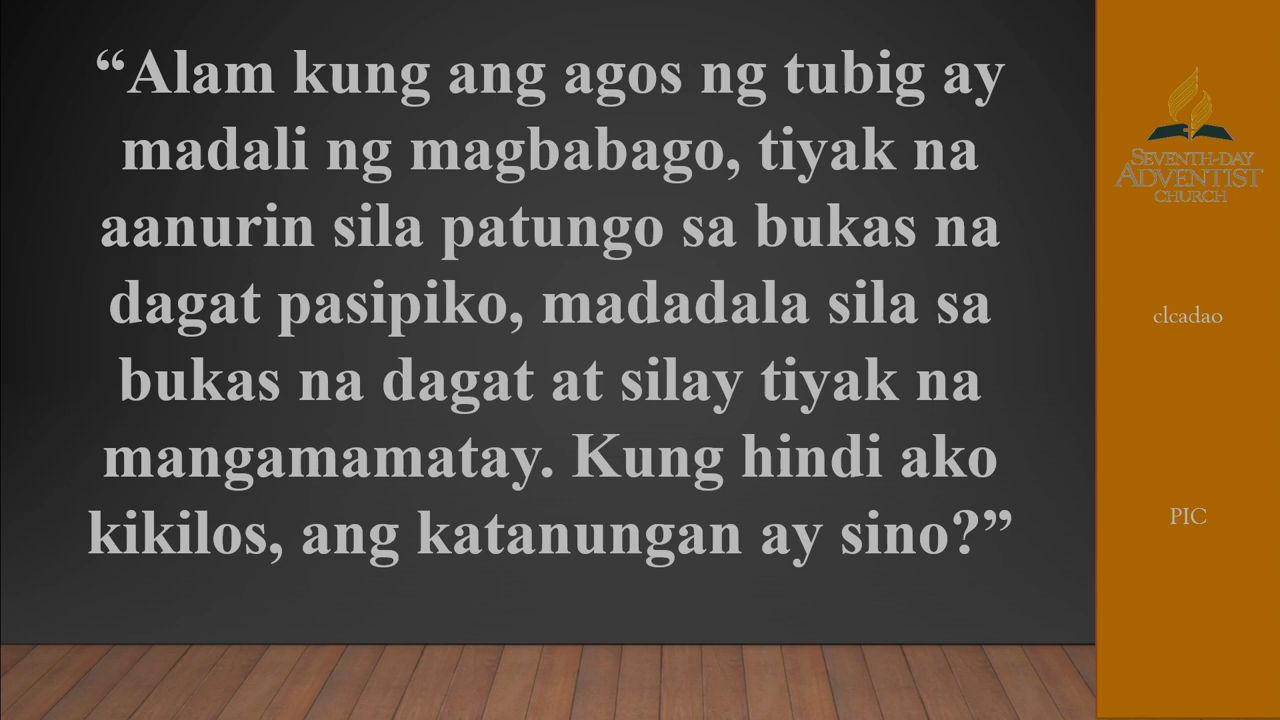 “Alam kung ang agos ng tubig ay
madali ng magbabago, tiyak na
aanurin sila patungo sa bukas na
dagat pasipiko, madadala sila sa
bukas na dagat at silay tiyak na
mangamamatay. Kung hindi ako
kikilos, ang katanungan ay sino?”
SEVENTH-DAY
ADVENTIST
CHURCH
clcadao
PIC